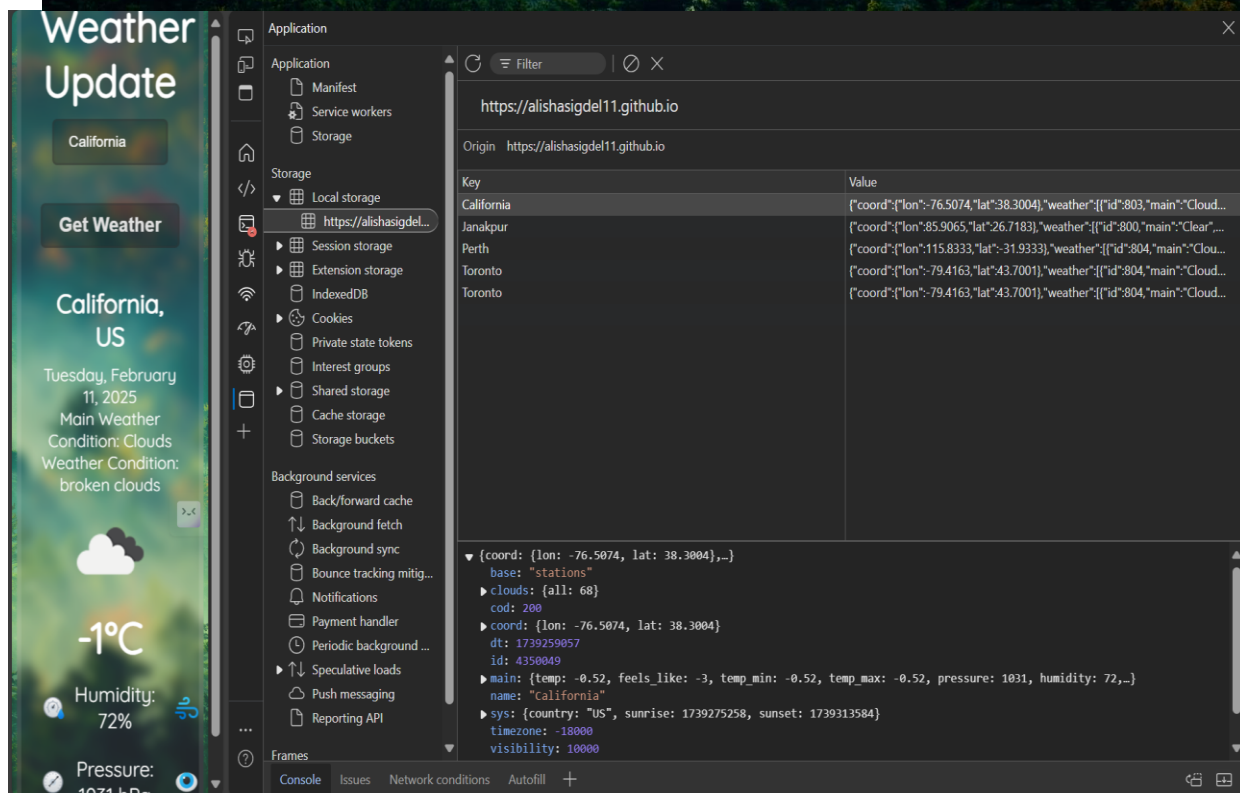 Weather
Update
California
Get Weather
California,
US
Tuesday, February
11, 2025
Main Weather
Condition: Clouds
Weather Condition:
broken clouds
-1°C
Humidity:
72%
Pressure:
1031 hPa
Application
Application
Manifest
Service workers
Storage
Storage
Local storage
https://alishasigdel...
Session storage
Extension storage
IndexedDB
Cookies
Private state tokens
Interest groups
Shared storage
Cache storage
Storage buckets
Background services
Back/forward cache
Background fetch
Background sync
Bounce tracking mitig...
Notifications
Payment handler
Periodic background ...
Speculative loads
Push messaging
Reporting API
Frames
Filter
https://alishasigdel11.github.io
Origin https://alishasigdel11.github.io
Key Value
California {"coord":{"lon":-76.5074,"lat":38.3004},"weather":[{"id":803,"main":"Cloud...
Janakpur {"coord":{"lon":85.9065,"lat":26.7183},"weather":[{"id":800,"main":"Clear",...
Perth {"coord":{"lon":115.8333,"lat":-31.9333},"weather":[{"id":804,"main":"Clou...
Toronto {"coord":{"lon":-79.4163,"lat":43.7001},"weather":[{"id":804,"main":"Cloud...
Toronto {"coord":{"lon":-79.4163,"lat":43.7001},"weather":[{"id":804,"main":"Cloud...
{coord: {lon: -76.5074, lat: 38.3004},…}
base: "stations"
clouds: {all: 68}
cod: 200
coord: {lon: -76.5074, lat: 38.3004}
dt: 1739259057
id: 4350049
main: {temp: -0.52, feels_like: -3, temp_min: -0.52, temp_max: -0.52, pressure: 1031, humidity: 72,…}
name: "California"
sys: {country: "US", sunrise: 1739275258, sunset: 1739313584}
timezone: -18000
visibility: 10000
Console Issues Network conditions Autofill